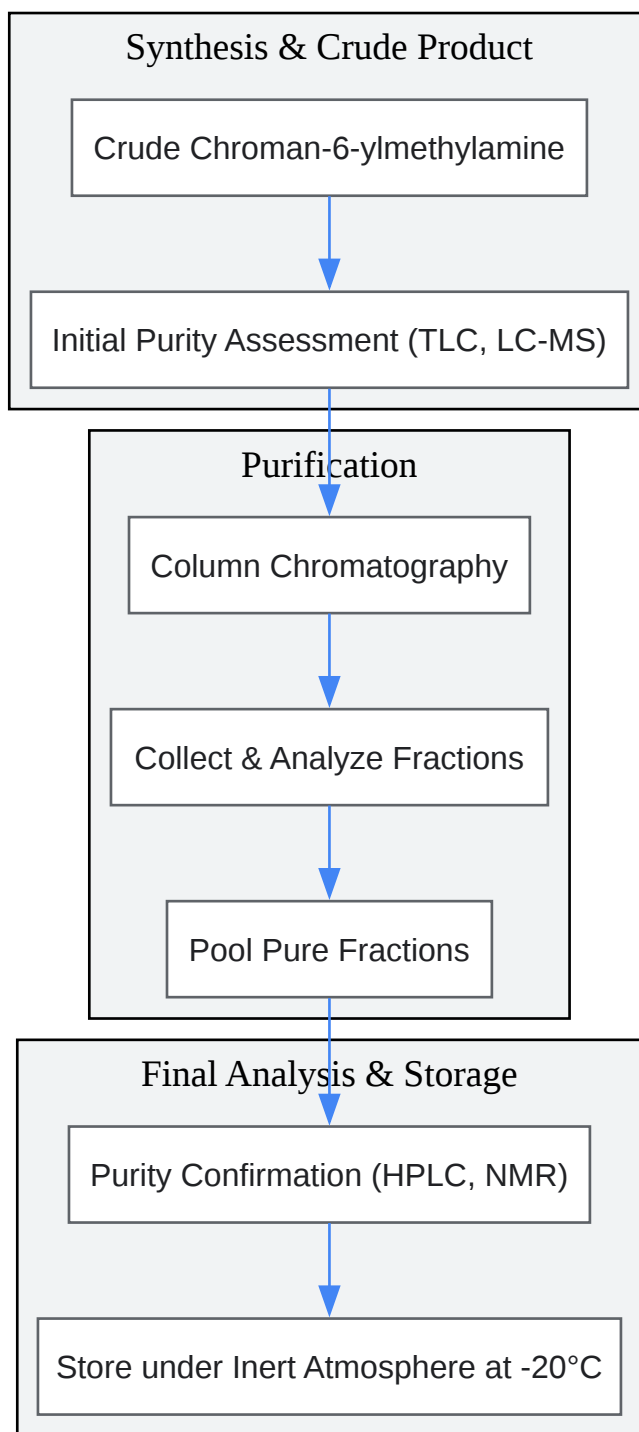 Synthesis & Crude Product
Crude Chroman-6-ylmethylamine
Initial Purity Assessment (TLC, LC-MS)
Purification
Column Chromatography
Collect & Analyze Fractions
Pool Pure Fractions
Final Analysis & Storage
Purity Confirmation (HPLC, NMR)
Store under Inert Atmosphere at -20°C